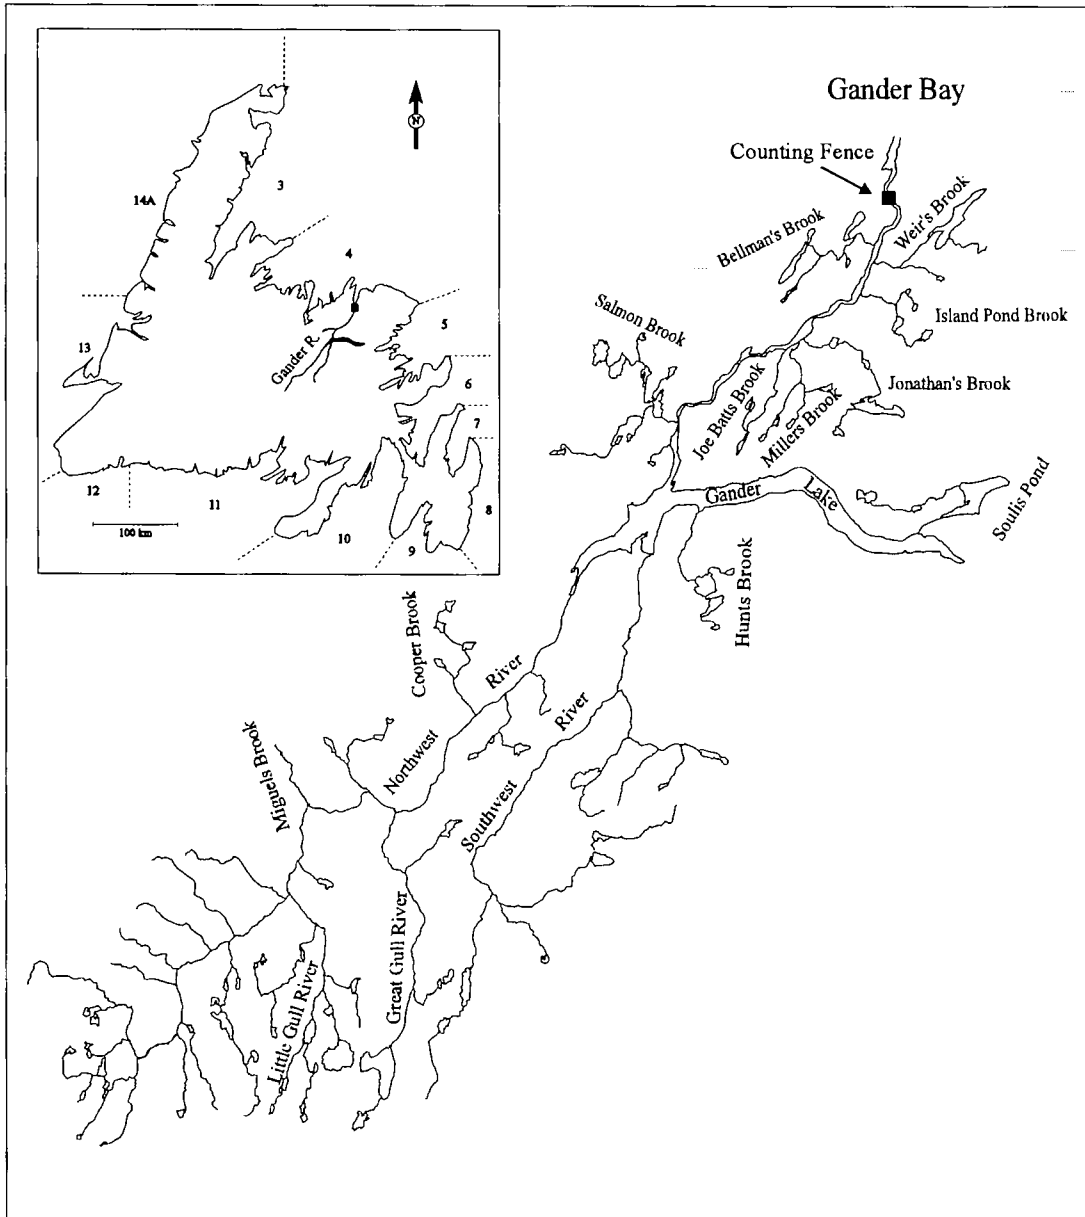 Gander Bay
Counting Fence
Weir's Brook
Bellman's Brook
Island Pond Brook
Salmon Brook
Jonathan's Brook
Joe Batts Brook
Millers Brook
Gander Lake
Soulis Pond
Hunts Brook
Cooper Brook
Northwest River
Southwest River
Miguels Brook
Great Gull River
Little Gull River
N
3
14A
4
5
Gander R.
13
6
7
12
11
8
10
9
100 km